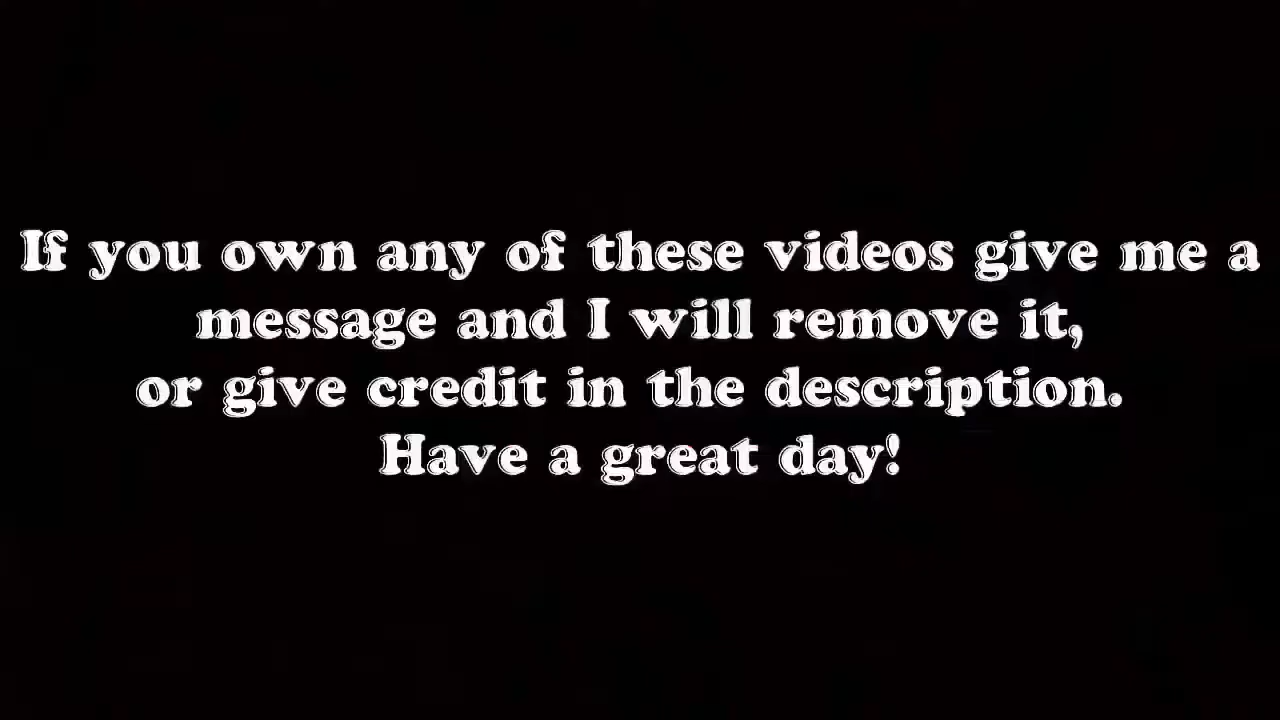 If you own any of these videos give me a
message and I will remove it,
or give credit in the description.
Have a great day!